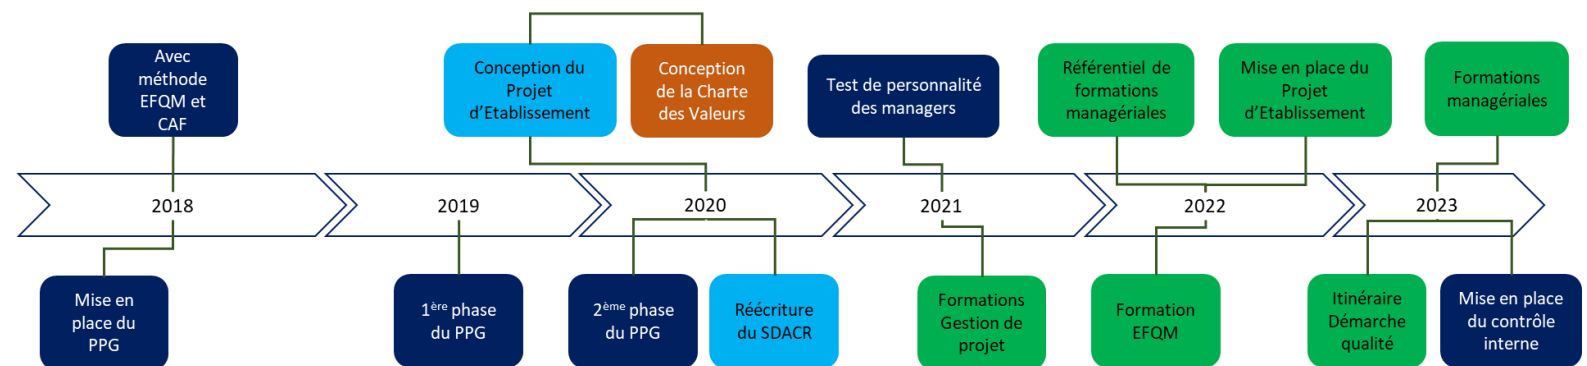 Avec
méthode
EFQM et
CAF
Conception du
Projet
d'Etablissement
Conception
de la Charte
des Valeurs
Test de personnalité
des managers
Référentiel de
formations
managériales
Mise en place du
Projet
d'Etablissement
Formations
managériales
2018
2019
2020
2021
2022
2023
Mise en
place du
PPG
1ère phase
du PPG
2ème phase
du PPG
Réécriture
du SDACR
Formations
Gestion de
projet
Formation
EFQM
Itinéraire
Démarche
qualité
Mise en place
du contrôle
interne